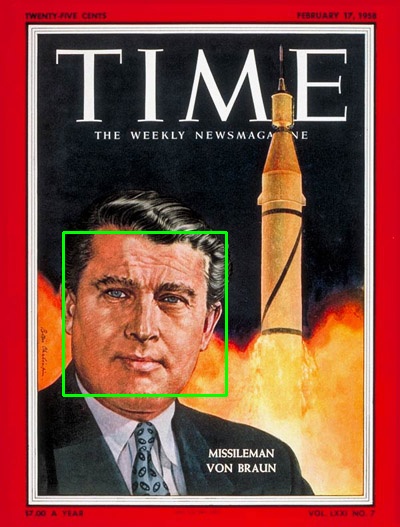 TWENTY-FIVE CENTS FEBRUARY 17, 1958
TIME
THE WEEKLY NEWSMAGAZINE
MISSILEMAN
VON BRAUN
$7.00 A YEAR VOL. LXXI NO. 7